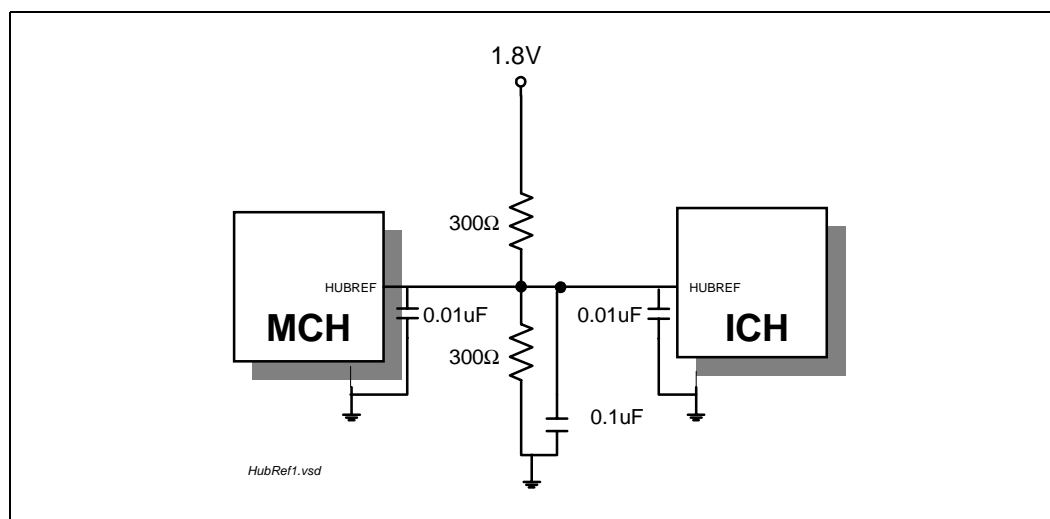 1.8V
300Ω
HUBREF
HUBREF
0.01uF
0.01uF
MCH
ICH
300Ω
0.1uF
HubRef1.vsd